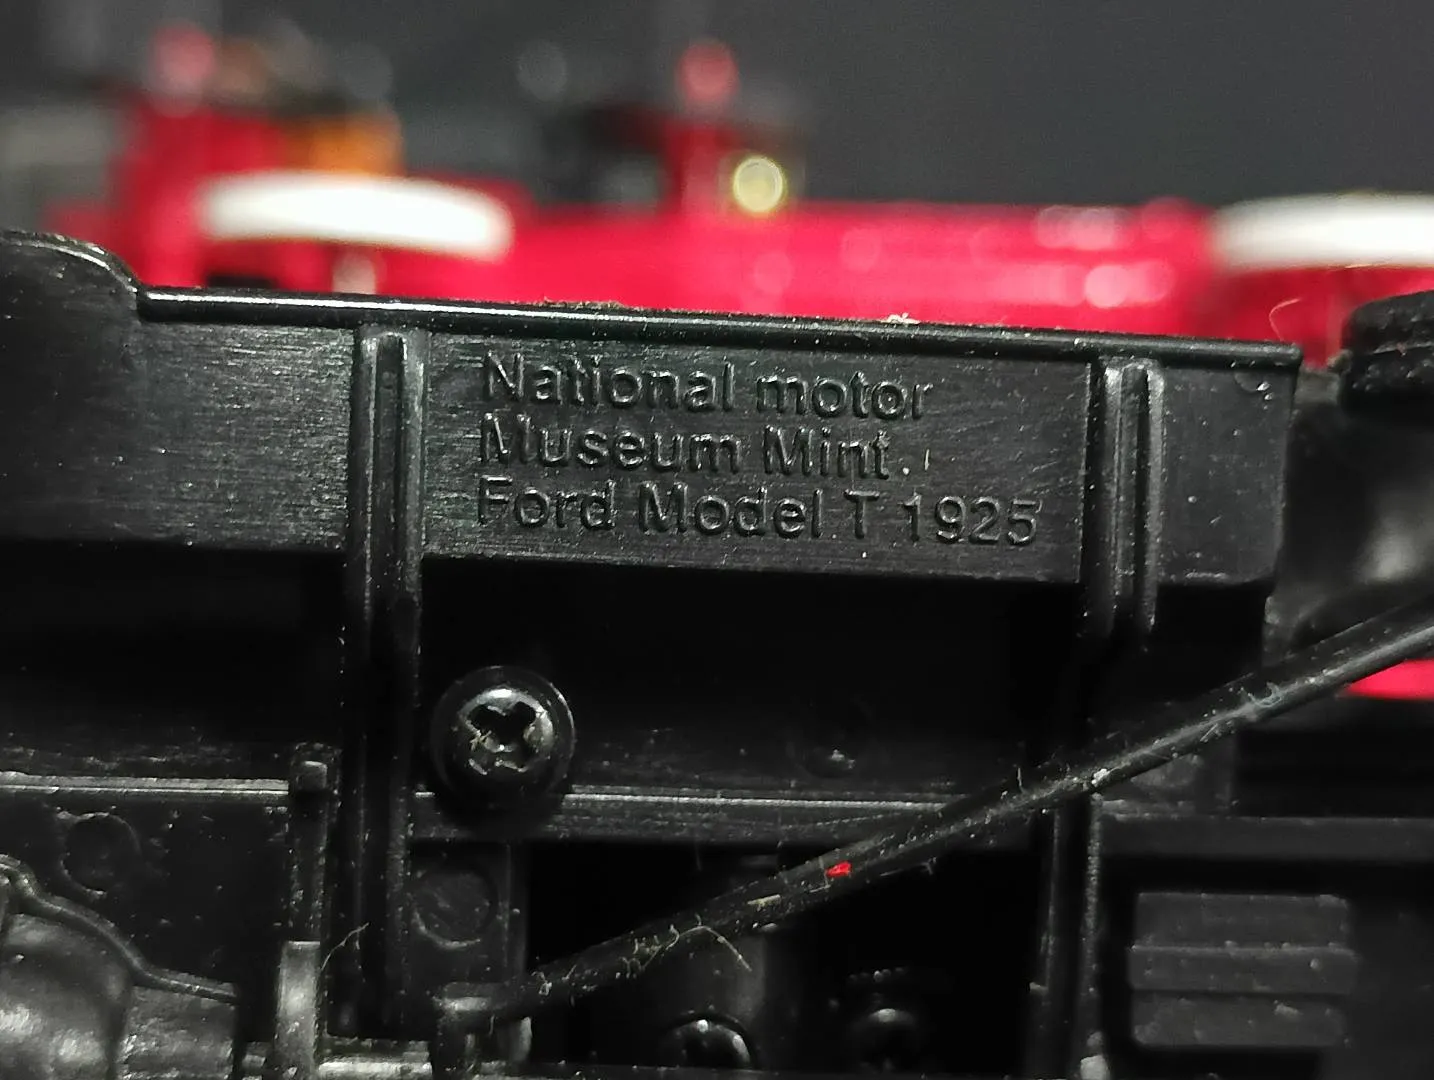 National motor
Museum Mint.
Ford Model T 1925